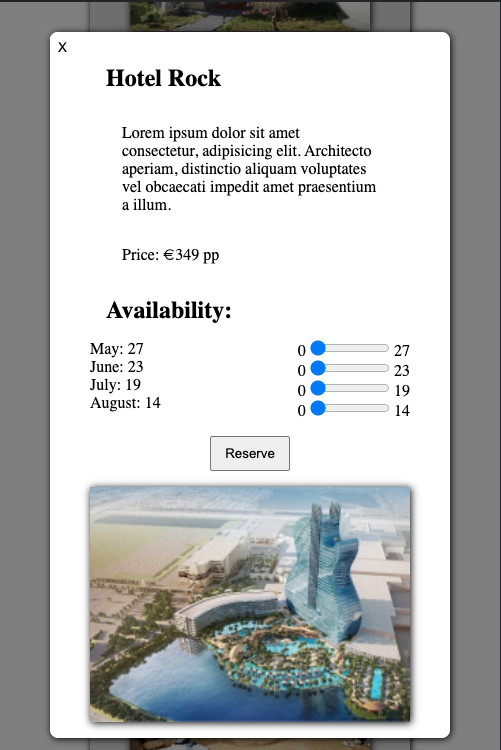 X
Hotel Rock
Lorem ipsum dolor sit amet
consectetur, adipisicing elit. Architecto
aperiam, distinctio aliquam voluptates
vel obcaecati impedit amet praesentium
a illum.
Price: €349 pp
Availability:
May: 27
June: 23
July: 19
August: 14
0 27
0 23
0 19
0 14
Reserve